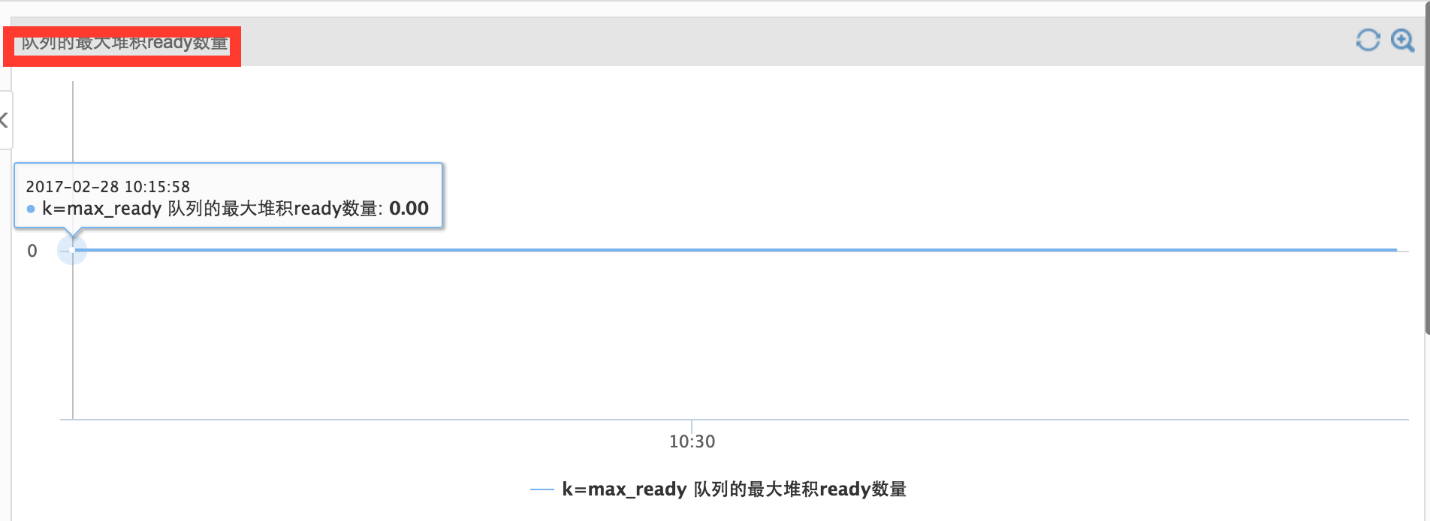 队列的最大堆积ready数量
2017-02-28 10:15:58
k=max_ready 队列的最大堆积ready数量: 0.00
0
10:30
k=max_ready 队列的最大堆积ready数量